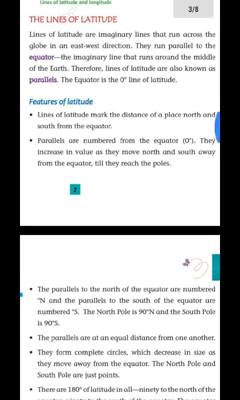 Lines of latitude and longitude
3/8
THE LINES OF LATITUDE
Lines of latitude are imaginary lines that run across the
globe in an east-west direction. They run parallel to the
equator—the imaginary line that runs around the middle
of the Earth. Therefore, lines of latitude are also known as
parallels. The Equator is the 0° line of latitude.
Features of latitude
• Lines of latitude mark the distance of a place north and
south from the equator.
• Parallels are numbered from the equator (0°). They
increase in value as they move north and south away
from the equator, till they reach the poles.
2
• The parallels to the north of the equator are numbered
°N and the parallels to the south of the equator are
numbered °S. The North Pole is 90°N and the South Pole
is 90°S.
• The parallels are at an equal distance from one another.
• They form complete circles, which decrease in size as
they move away from the equator. The North Pole and
South Pole are just points.
• There are 180° of latitude in all—ninety to the north of the